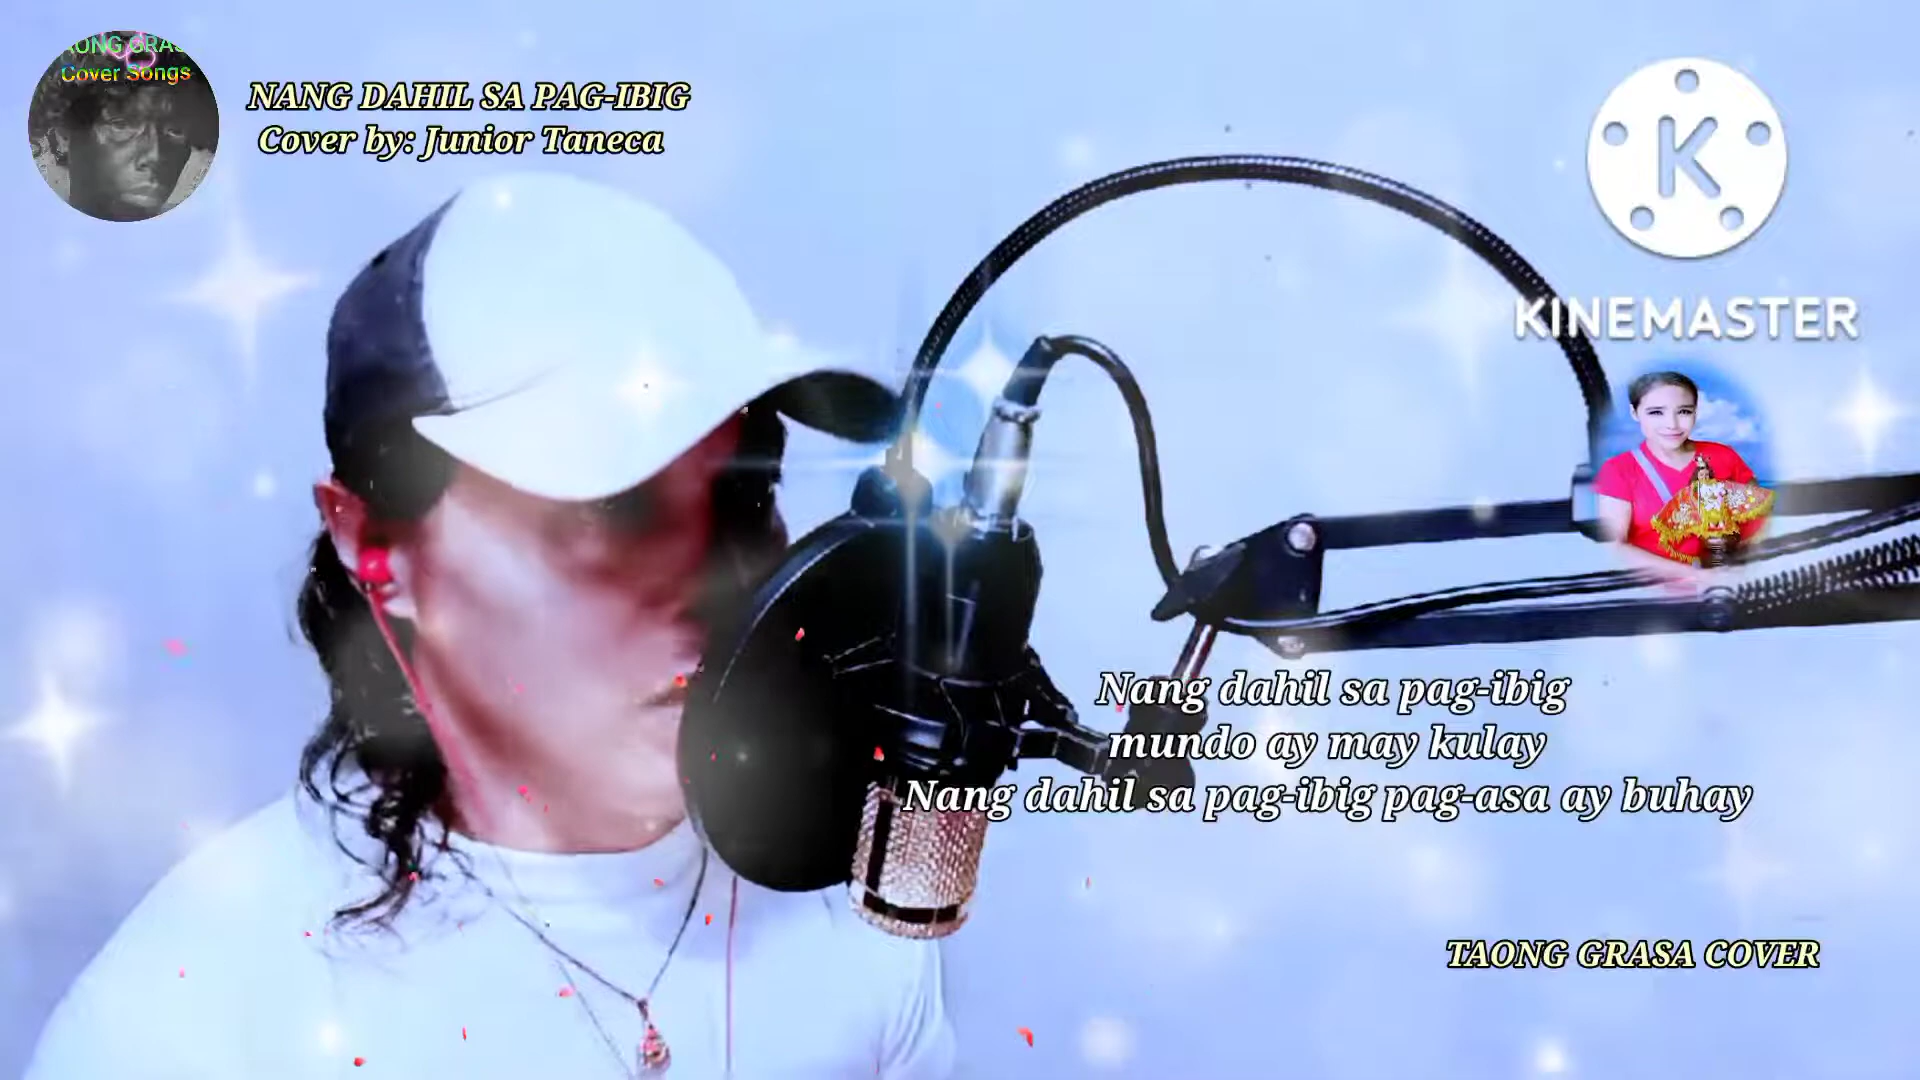 Cover Songs
NANG DAHIL SA PAG-IBIG
Cover by: Junior Taneca
K
KINEMASTER
Nang dahil sa pag-ibig
mundo ay may kulay
Nang dahil sa pag-ibig pag-asa ay buhay
TAONG GRASA COVER